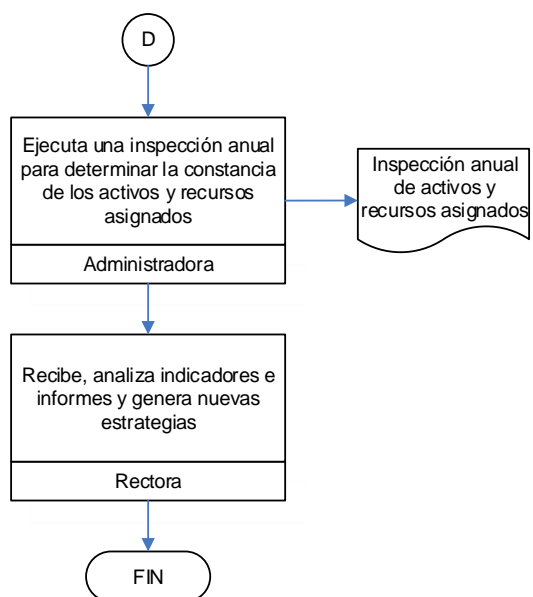 D
Ejecuta una inspección anual
para determinar la constancia
de los activos y recursos
asignados
Administradora
Inspección anual
de activos y
recursos asignados
Recibe, analiza indicadores e
informes y genera nuevas
estrategias
Rectora
FIN